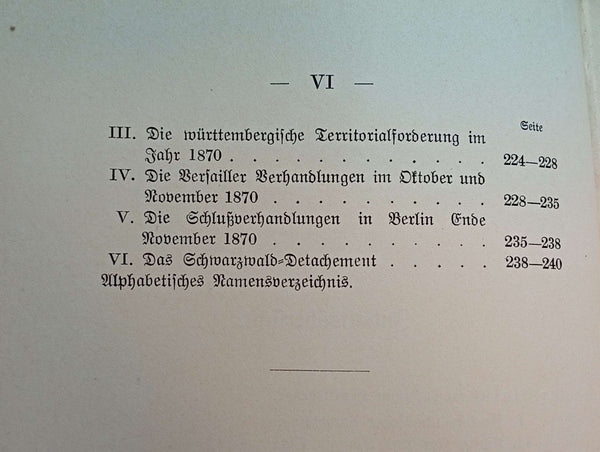 — VI —
Seite
III. Die württembergische Territorialforderung im
Jahr 1870 . . . . . . . . . . . . 224—228
IV. Die Versailler Verhandlungen im Oktober und
November 1870 . . . . . . . . . . 228—235
V. Die Schlußverhandlungen in Berlin Ende
November 1870 . . . . . . . . . . 235—238
VI. Das Schwarzwald-Detachement . . . . . 238—240
Alphabetisches Namensverzeichnis.